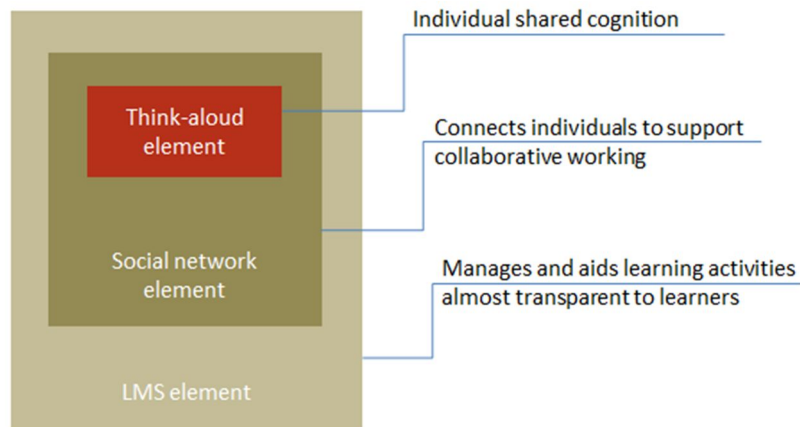 Individual shared cognition
Think-aloud
element
Connects individuals to support
collaborative working
Social network
element
Manages and aids learning activities
almost transparent to learners
LMS element